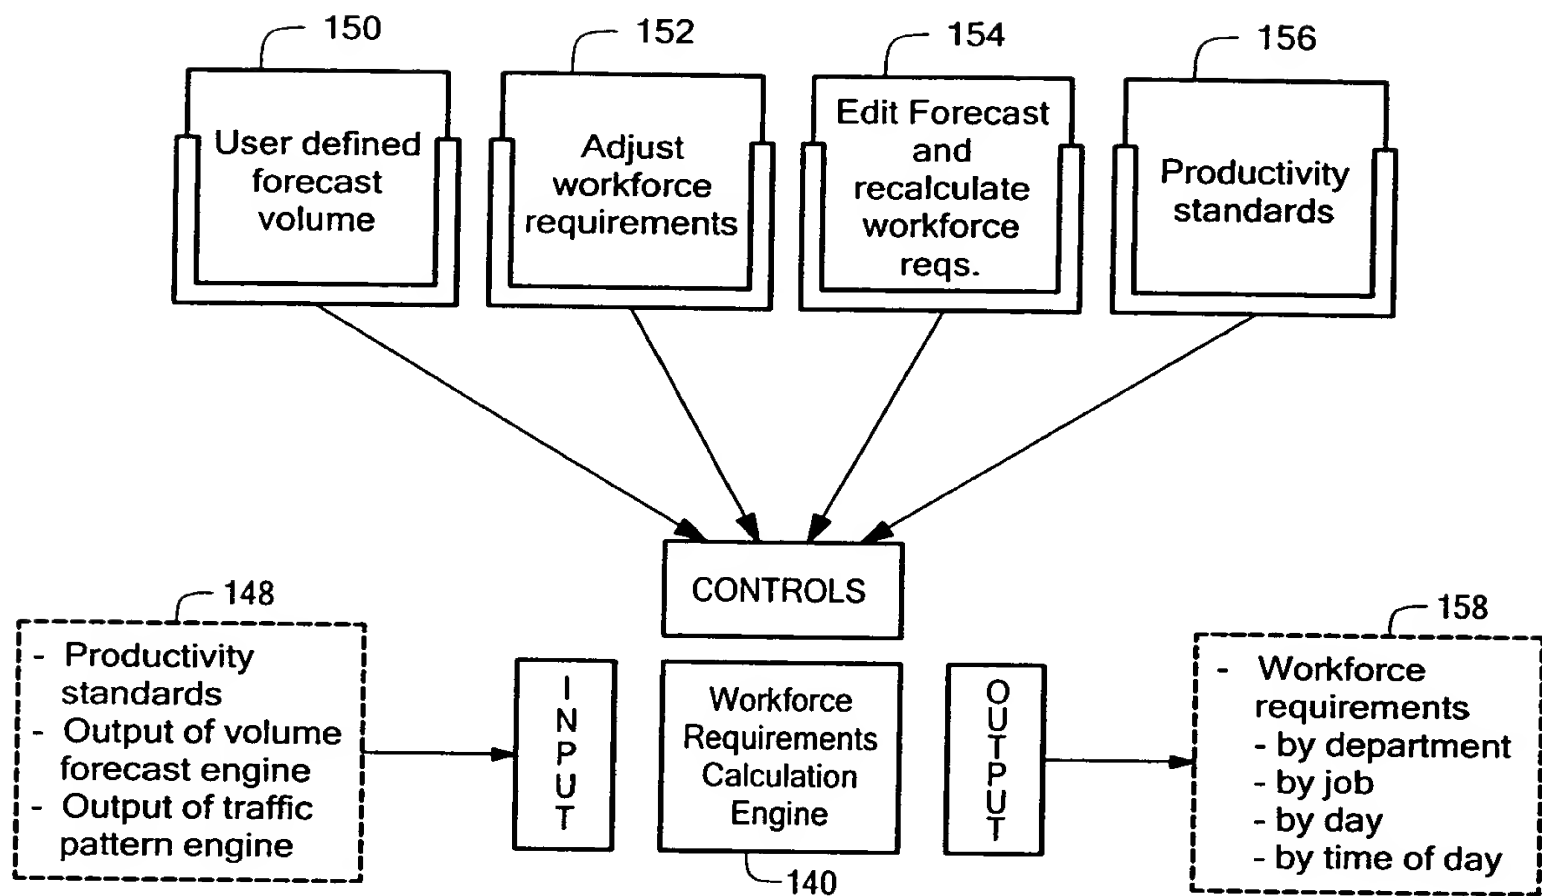 150
152
154
156
User defined
forecast
volume
Adjust
workforce
requirements
Edit Forecast
and
recalculate
workforce
reqs.
Productivity
standards
CONTROLS
148
- Productivity
standards
- Output of volume
forecast engine
- Output of traffic
pattern engine
INPUT
Workforce
Requirements
Calculation
Engine
140
OUTPUT
158
- Workforce
requirements
- by department
- by job
- by day
- by time of day